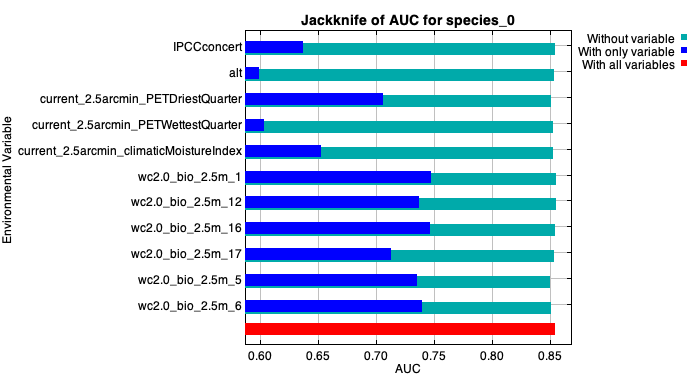 Jackknife of AUC for species_0
Without variable
With only variable
With all variables
Environmental Variable
IPCCconcert
alt
current_2.5arcmin_PETDriestQuarter
current_2.5arcmin_PETWettestQuarter
current_2.5arcmin_climaticMoistureIndex
wc2.0_bio_2.5m_1
wc2.0_bio_2.5m_12
wc2.0_bio_2.5m_16
wc2.0_bio_2.5m_17
wc2.0_bio_2.5m_5
wc2.0_bio_2.5m_6
0.60 0.65 0.70 0.75 0.80 0.85
AUC